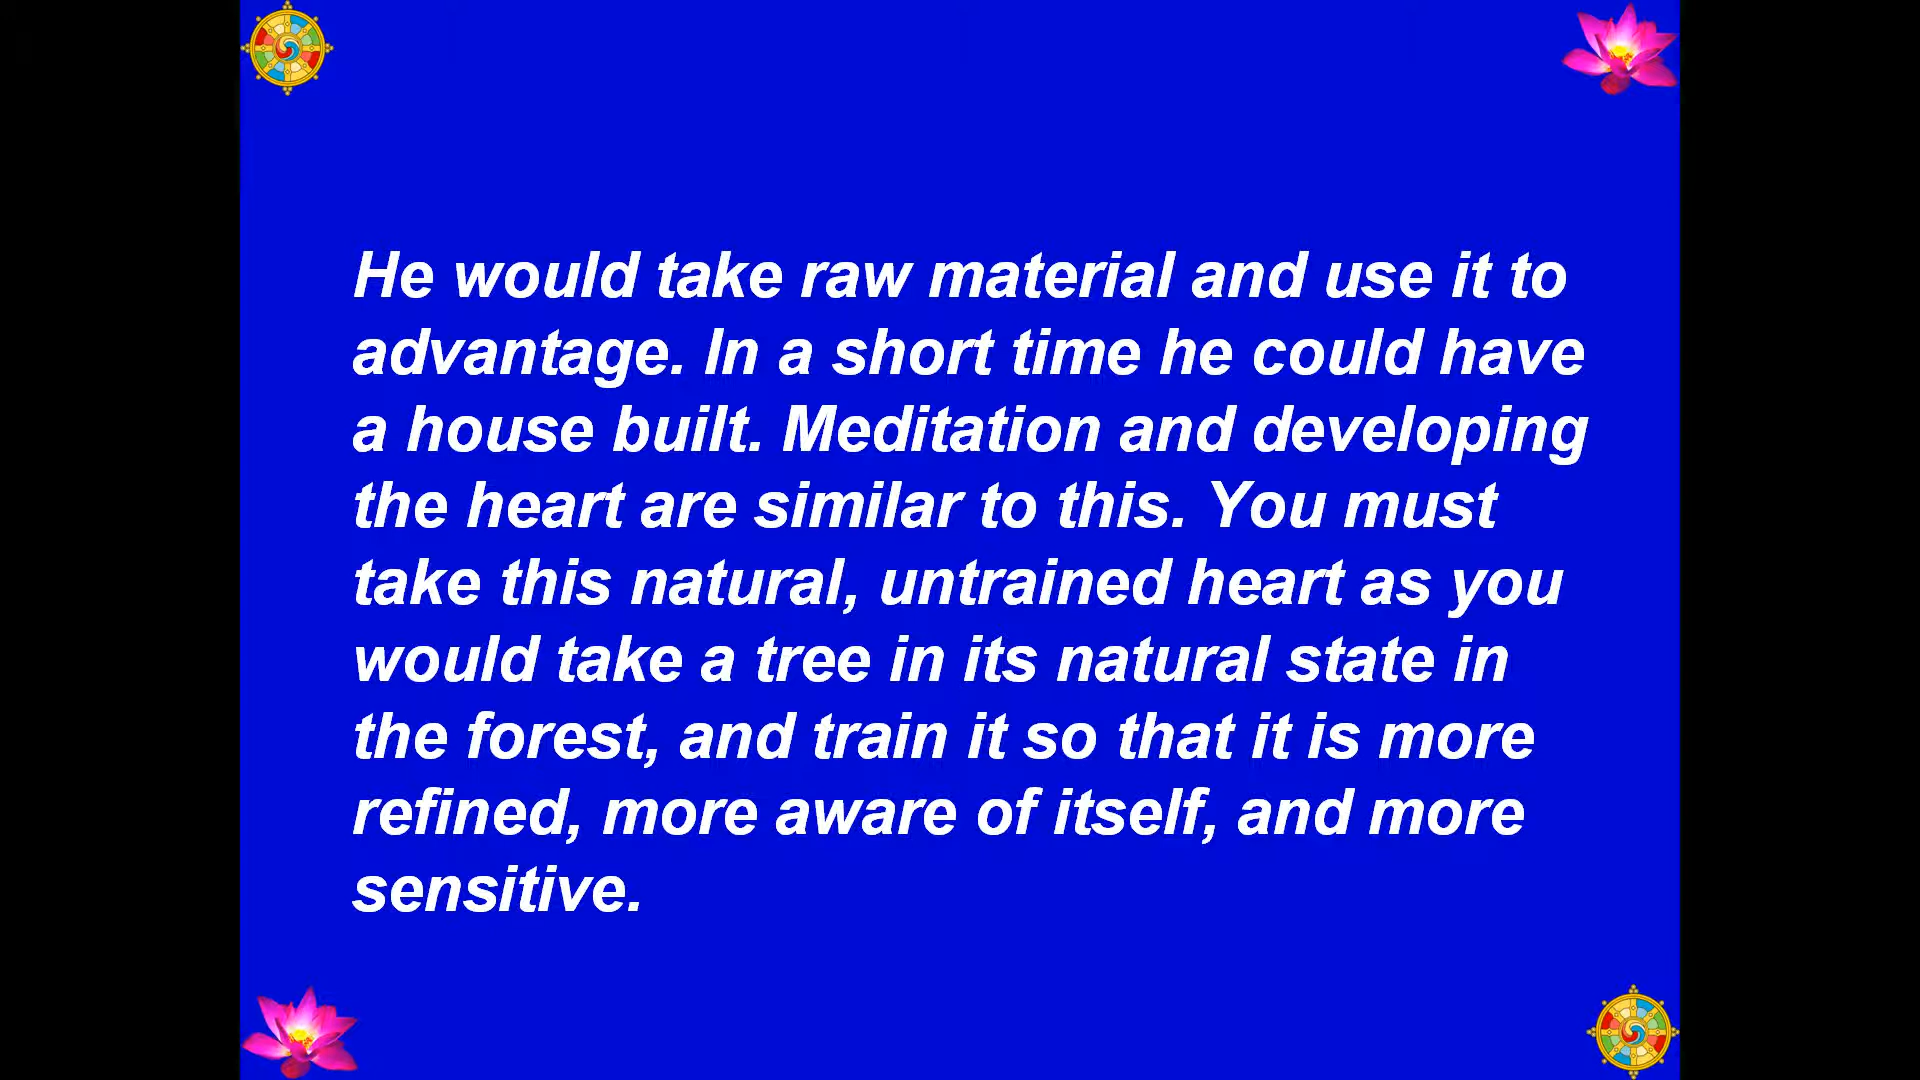 He would take raw material and use it to
advantage. In a short time he could have
a house built. Meditation and developing
the heart are similar to this. You must
take this natural, untrained heart as you
would take a tree in its natural state in
the forest, and train it so that it is more
refined, more aware of itself, and more
sensitive.